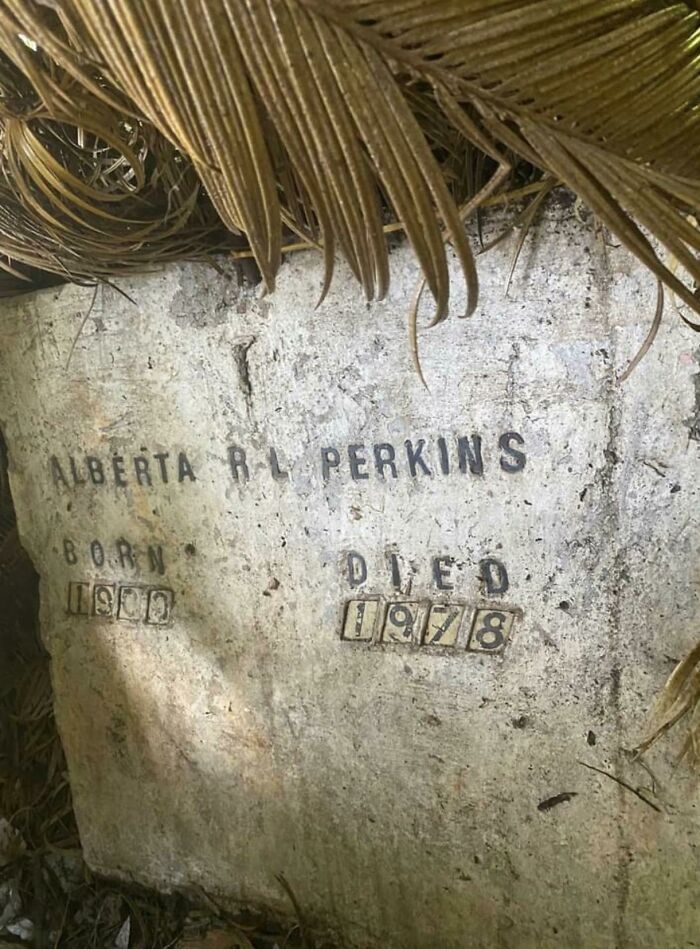 ALBERTA R L PERKINS
BORN DIED
1900 1978